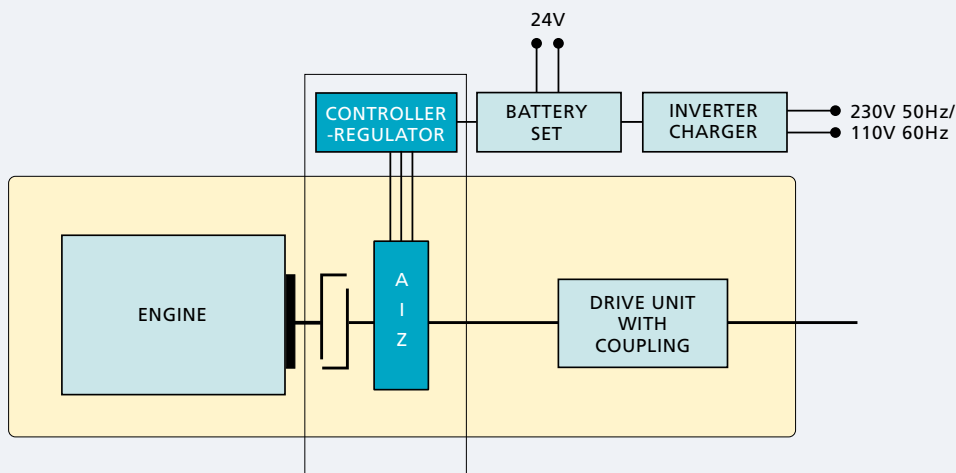 24V
CONTROLLER
-REGULATOR
BATTERY
SET
INVERTER
CHARGER
230V 50Hz/
110V 60Hz
ENGINE
A
I
Z
DRIVE UNIT
WITH
COUPLING